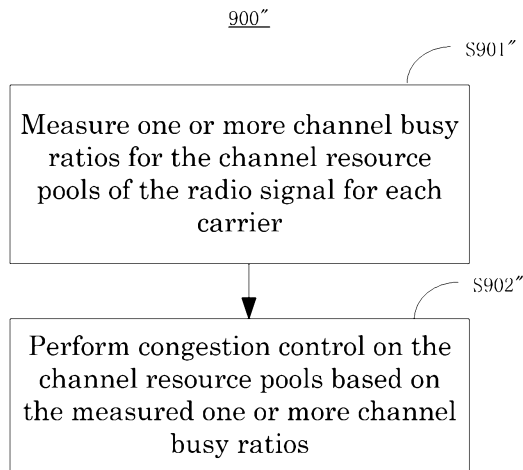 900"
S901"
Measure one or more channel busy
ratios for the channel resource
pools of the radio signal for each
carrier
S902"
Perform congestion control on the
channel resource pools based on
the measured one or more channel
busy ratios